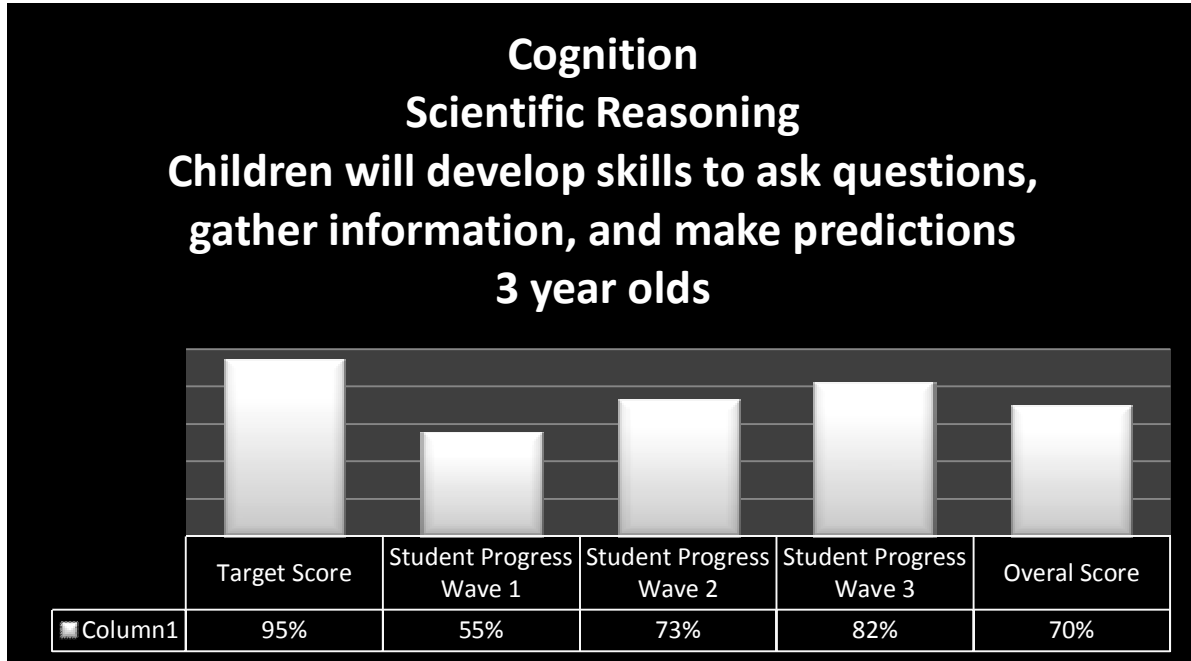 Cognition
Scientific Reasoning
Children will develop skills to ask questions,
gather information, and make predictions
3 year olds
Target Score
Student Progress
Wave 1
Student Progress
Wave 2
Student Progress
Wave 3
Overal Score
Column1 95% 55% 73% 82% 70%